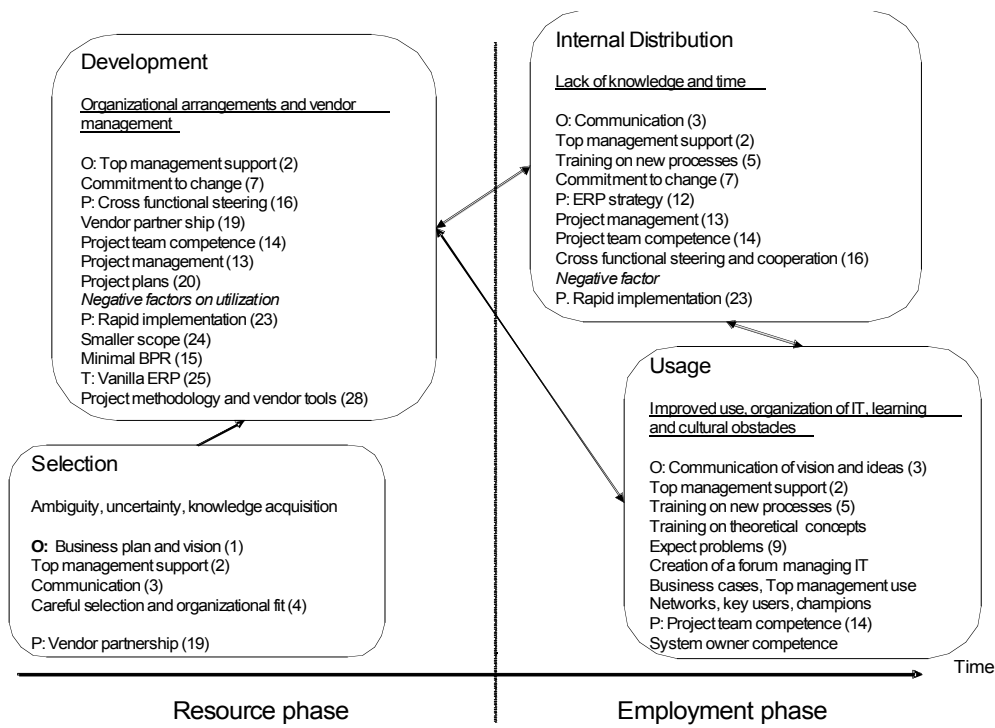 Development
Organizational arrangements and vendor
management
O: Top management support (2)
Commitment to change (7)
P: Cross functional steering (16)
Vendor partner ship (19)
Project team competence (14)
Project management (13)
Project plans (20)
Negative factors on utilization
P: Rapid implementation (23)
Smaller scope (24)
Minimal BPR (15)
T: Vanilla ERP (25)
Project methodology and vendor tools (28)
Selection
Ambiguity, uncertainty, knowledge acquisition
O: Business plan and vision (1)
Top management support (2)
Communication (3)
Careful selection and organizational fit (4)
P: Vendor partnership (19)
Internal Distribution
Lack of knowledge and time
O: Communication (3)
Top management support (2)
Training on new processes (5)
Commitment to change (7)
P: ERP strategy (12)
Project management (13)
Project team competence (14)
Cross functional steering and cooperation (16)
Negative factor
P. Rapid implementation (23)
Usage
Improved use, organization of IT, learning
and cultural obstacles
O: Communication of vision and ideas (3)
Top management support (2)
Training on new processes (5)
Training on theoretical concepts
Expect problems (9)
Creation of a forum managing IT
Business cases, Top management use
Networks, key users, champions
P: Project team competence (14)
System owner competence
Time
Resource phase
Employment phase